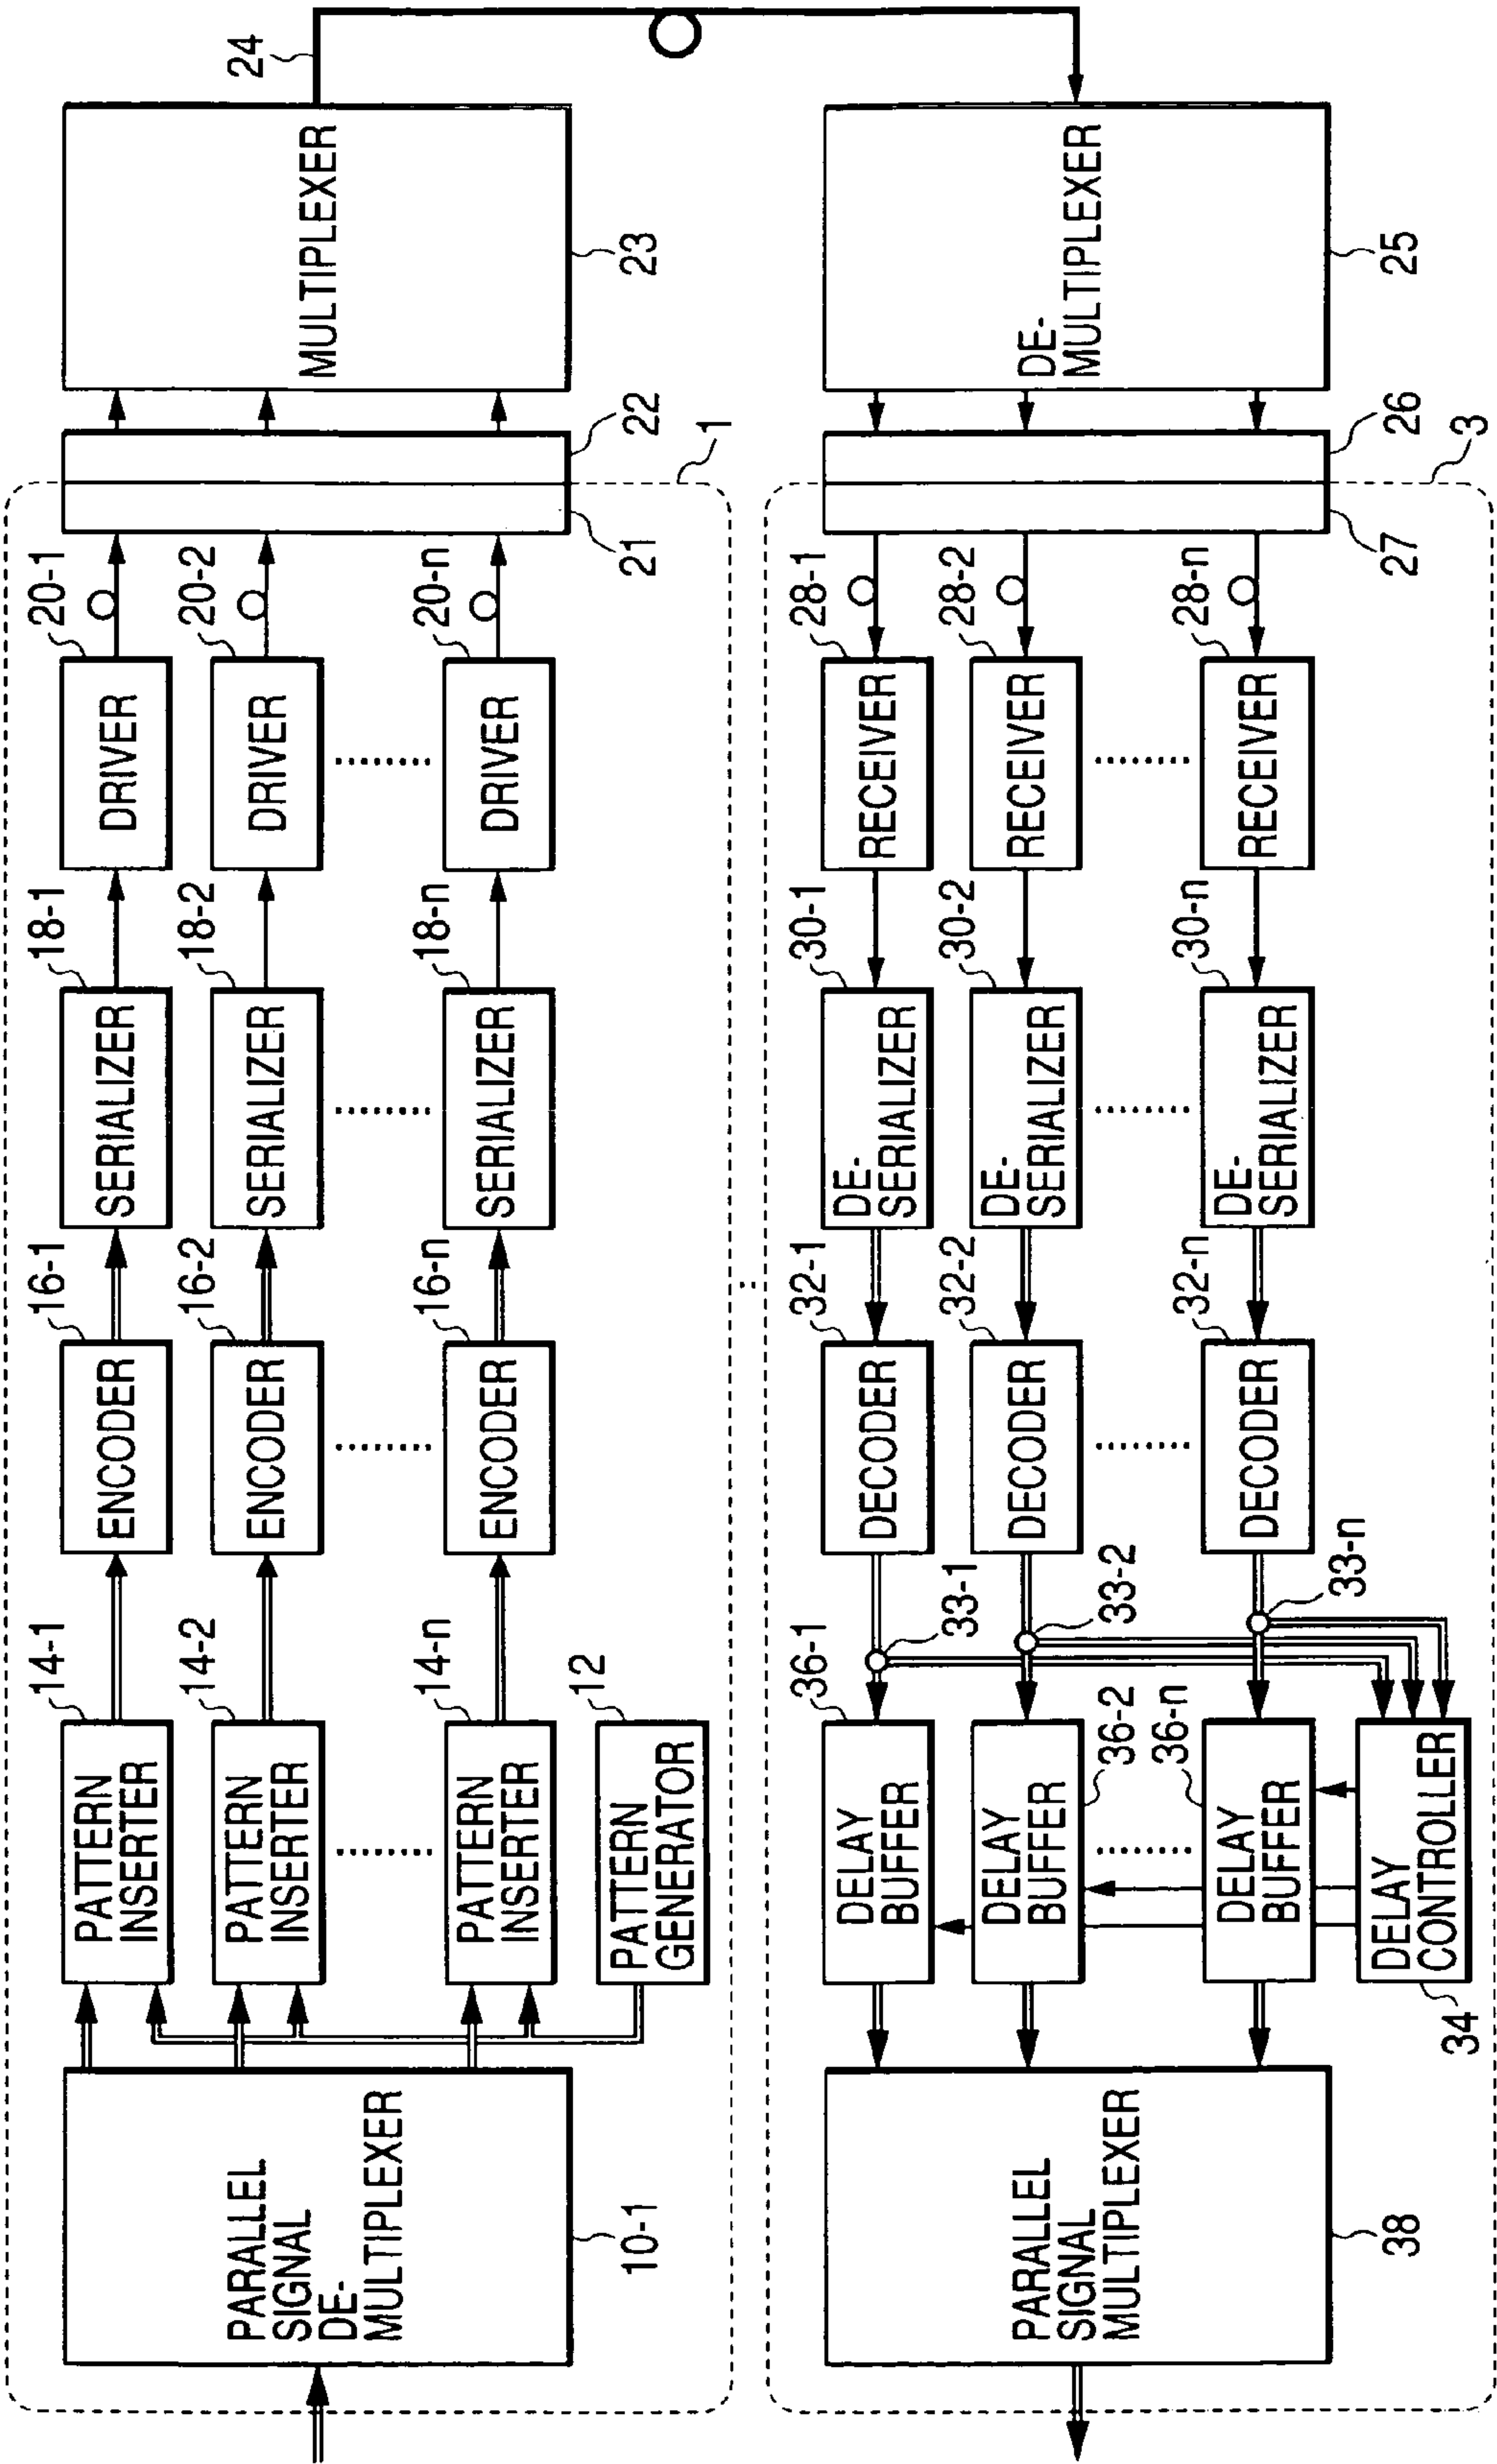 PARALLEL
SIGNAL
DE-
MULTIPLEXER
10-1
PATTERN
INSERTER
14-1
PATTERN
INSERTER
14-2
PATTERN
INSERTER
14-n
PATTERN
GENERATOR
12
ENCODER
16-1
ENCODER
16-2
ENCODER
16-n
SERIALIZER
18-1
SERIALIZER
18-2
SERIALIZER
18-n
DRIVER
20-1
DRIVER
20-2
DRIVER
20-n
21
22
1
MULTIPLEXER
23
24
PARALLEL
SIGNAL
MULTIPLEXER
38
DELAY
BUFFER
36-1
DELAY
BUFFER
36-2
DELAY
BUFFER
36-n
DELAY
CONTROLLER
34
33-1
33-2
33-n
DECODER
32-1
DECODER
32-2
DECODER
32-n
DE-
SERIALIZER
30-1
DE-
SERIALIZER
30-2
DE-
SERIALIZER
30-n
RECEIVER
28-1
RECEIVER
28-2
RECEIVER
28-n
27
26
3
DE-
MULTIPLEXER
25